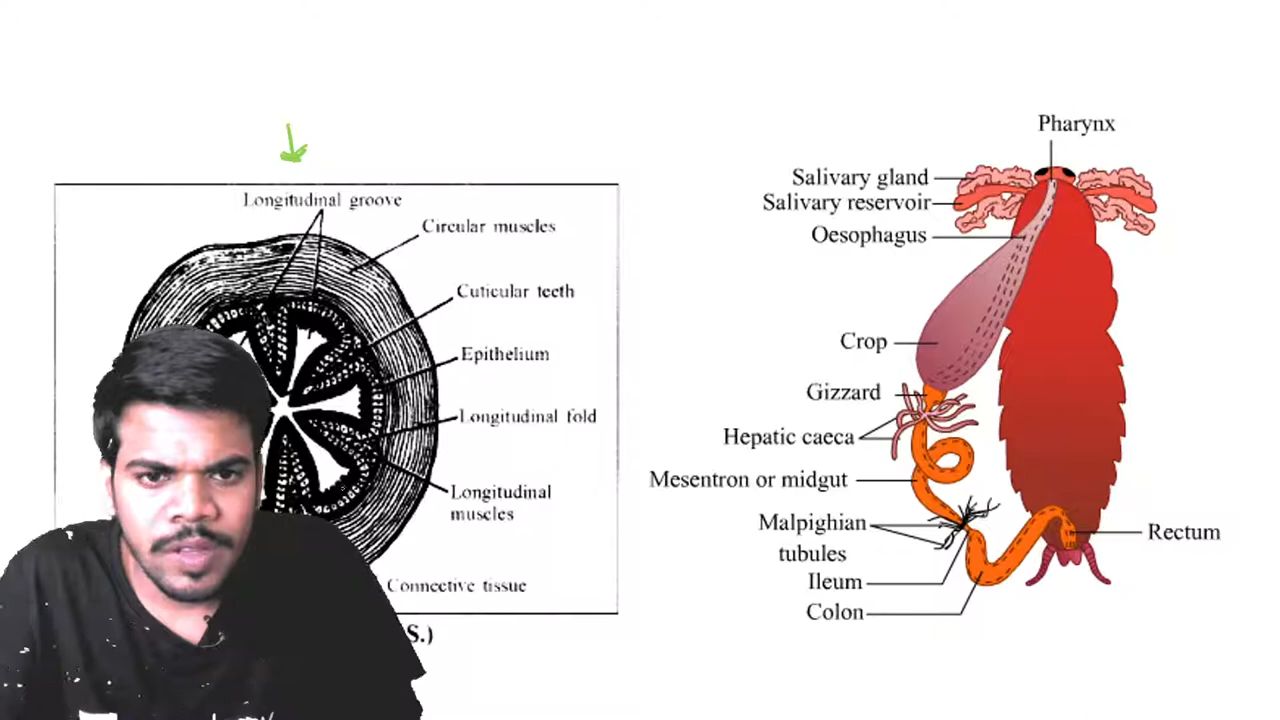 Longitudinal groove
Circular muscles
Cuticular teeth
Epithelium
Longitudinal fold
Longitudinal
muscles
Connective tissue
S.)
Pharynx
Salivary gland
Salivary reservoir
Oesophagus
Crop
Gizzard
Hepatic caeca
Mesentron or midgut
Malpighian
tubules
Ileum
Colon
Rectum